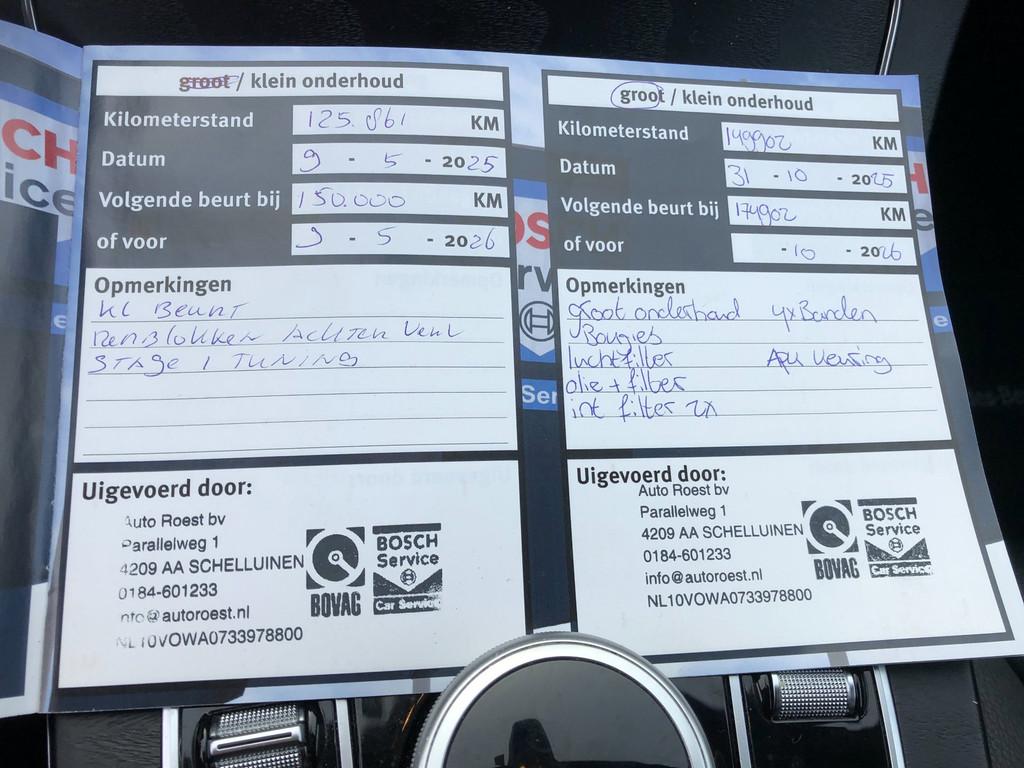 CH
ice
e
groot / klein onderhoud
Kilometerstand 125.861 KM
Datum 9 - 5 - 2025
Volgende beurt bij 150.000 KM
of voor 9 - 5 - 2026
Opmerkingen
KL Beurt
Remblokken Achter Verv
STAGE 1 TUNING
Uigevoerd door:
Auto Roest bv
Parallelweg 1
4209 AA SCHELLUINEN
0184-601233
nfo@autoroest.nl
NL10VOWA0733978800
BOVAG
BOSCH
Service
Car Service
Ser
groot / klein onderhoud
Kilometerstand 149902 KM
Datum 31 - 10 - 2025
Volgende beurt bij 174902 KM
of voor - 10 - 2026
Opmerkingen
Groot onderhoud 4x Banden
Bougies
luchtfilter APK Keuring
olie + filter
int filter 2x
Uigevoerd door:
Auto Roest bv
Parallelweg 1
4209 AA SCHELLUINEN
0184-601233
info@autoroest.nl
NL10VOWA0733978800
BOVAG
BOSCH
Service
Car Service